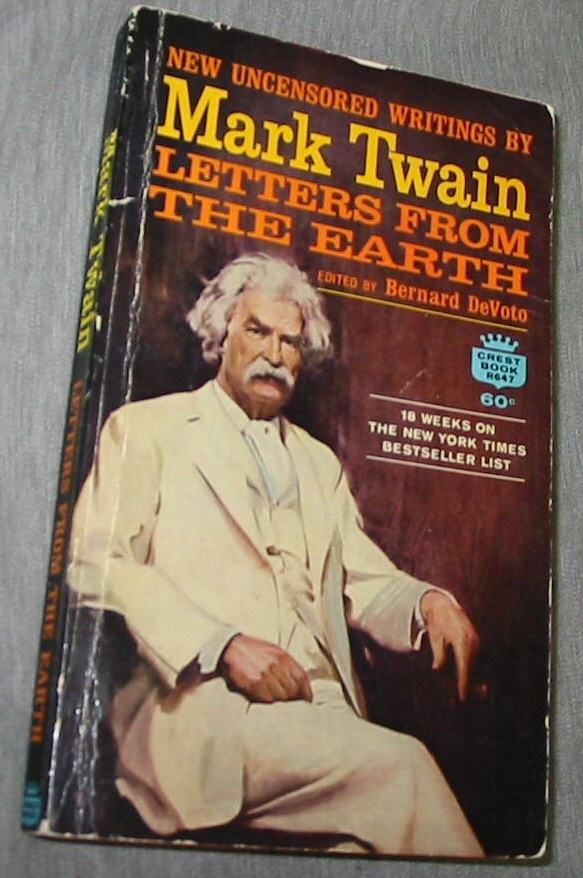 NEW UNCENSORED WRITINGS BY
Mark Twain
LETTERS FROM
THE EARTH
EDITED BY Bernard DeVoto
CREST
BOOK
R647
60¢
18 WEEKS ON
THE NEW YORK TIMES
BESTSELLER LIST
Mark Twain LETTERS FROM THE EARTH